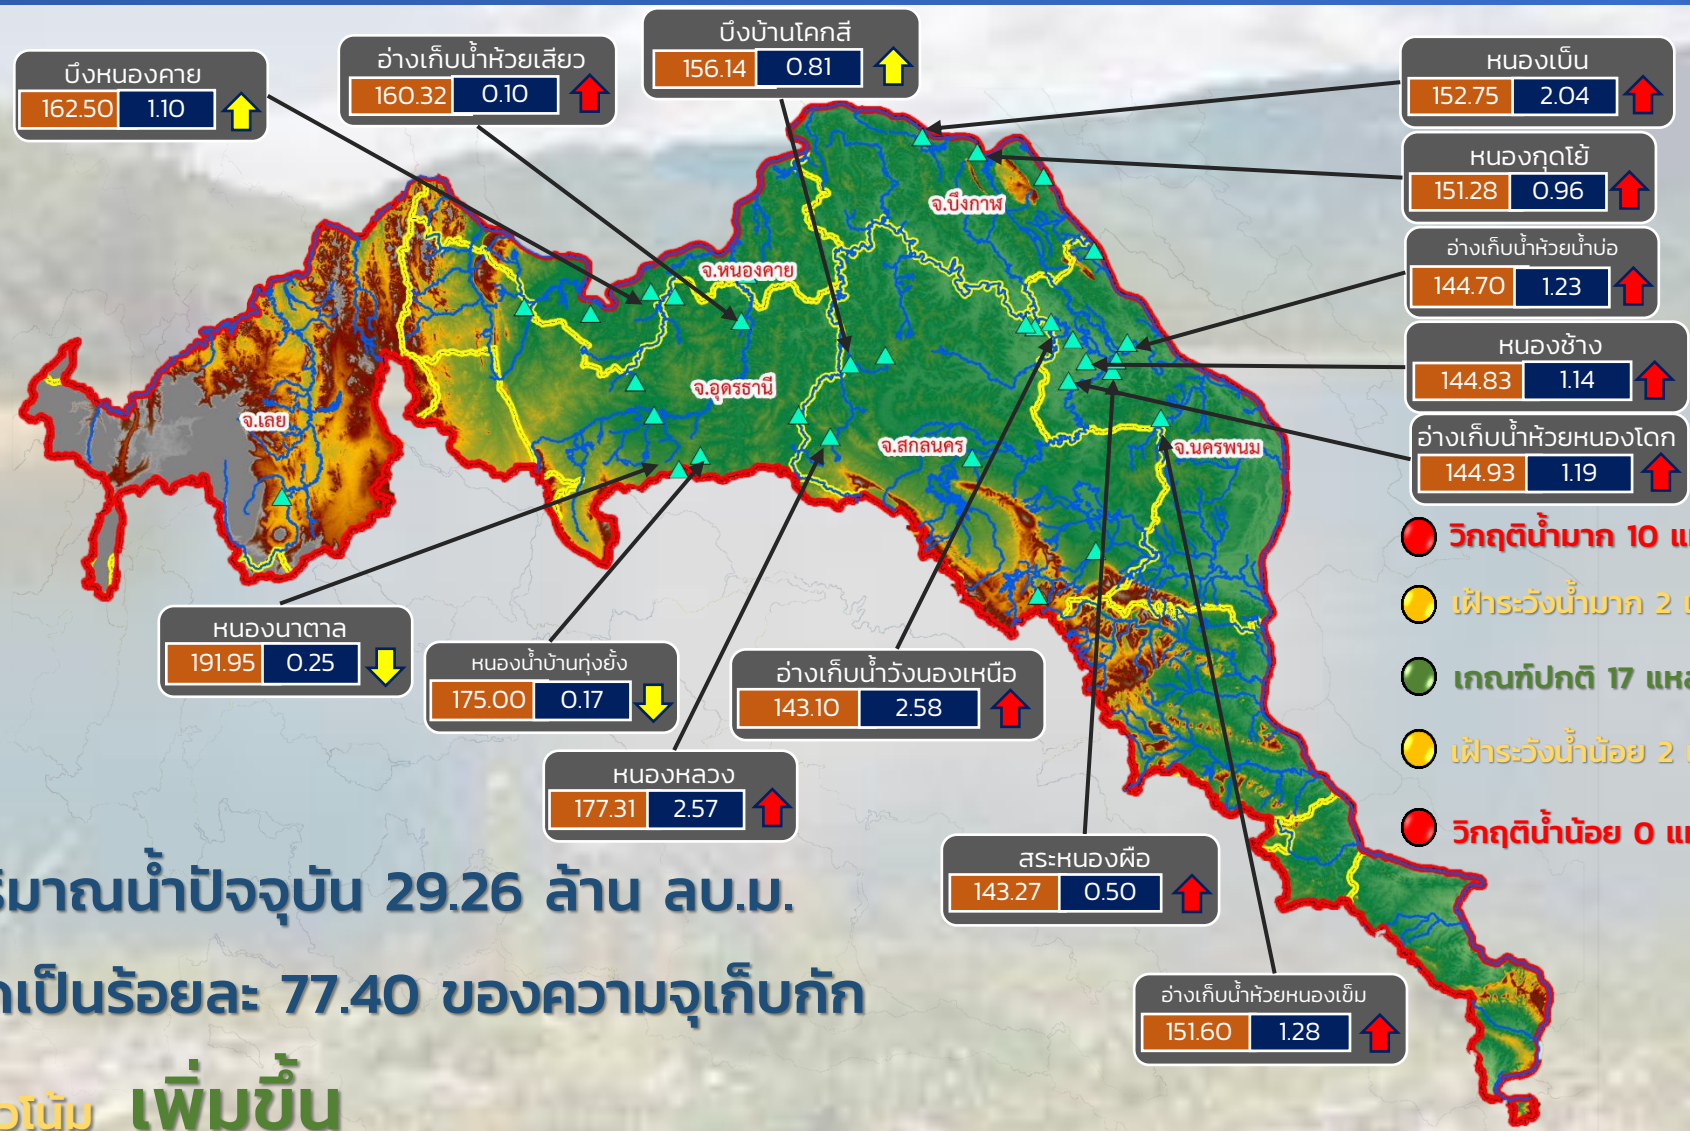 บึงหนองคาย
162.50 1.10
อ่างเก็บน้ำห้วยเสียว
160.32 0.10
บึงบ้านโคกสี
156.14 0.81
หนองเบ็น
152.75 2.04
หนองกุดโย้
151.28 0.96
อ่างเก็บน้ำห้วยน้ำบ่อ
144.70 1.23
หนองช้าง
144.83 1.14
อ่างเก็บน้ำห้วยหนองโดก
144.93 1.19
จ.บึงกาฬ
จ.หนองคาย
จ.อุดรธานี
จ.เลย
จ.สกลนคร
จ.นครพนม
วิกฤติน้ำมาก 10
เฝ้าระวังน้ำมาก 2
เกณฑ์ปกติ 17
เฝ้าระวังน้ำน้อย 2
วิกฤติน้ำน้อย 0
หนองนาตาล
191.95 0.25
หนองน้ำบ้านทุ่งยั้ง
175.00 0.17
อ่างเก็บน้ำวังนองเหนือ
143.10 2.58
หนองหลวง
177.31 2.57
สระหนองผือ
143.27 0.50
อ่างเก็บน้ำห้วยหนองเข็ม
151.60 1.28
ริมาณน้ำปัจจุบัน 29.26 ล้าน ลบ.ม.
เป็นร้อยละ 77.40 ของความจุเก็บกัก
วโน้ม เพิ่มขึ้น